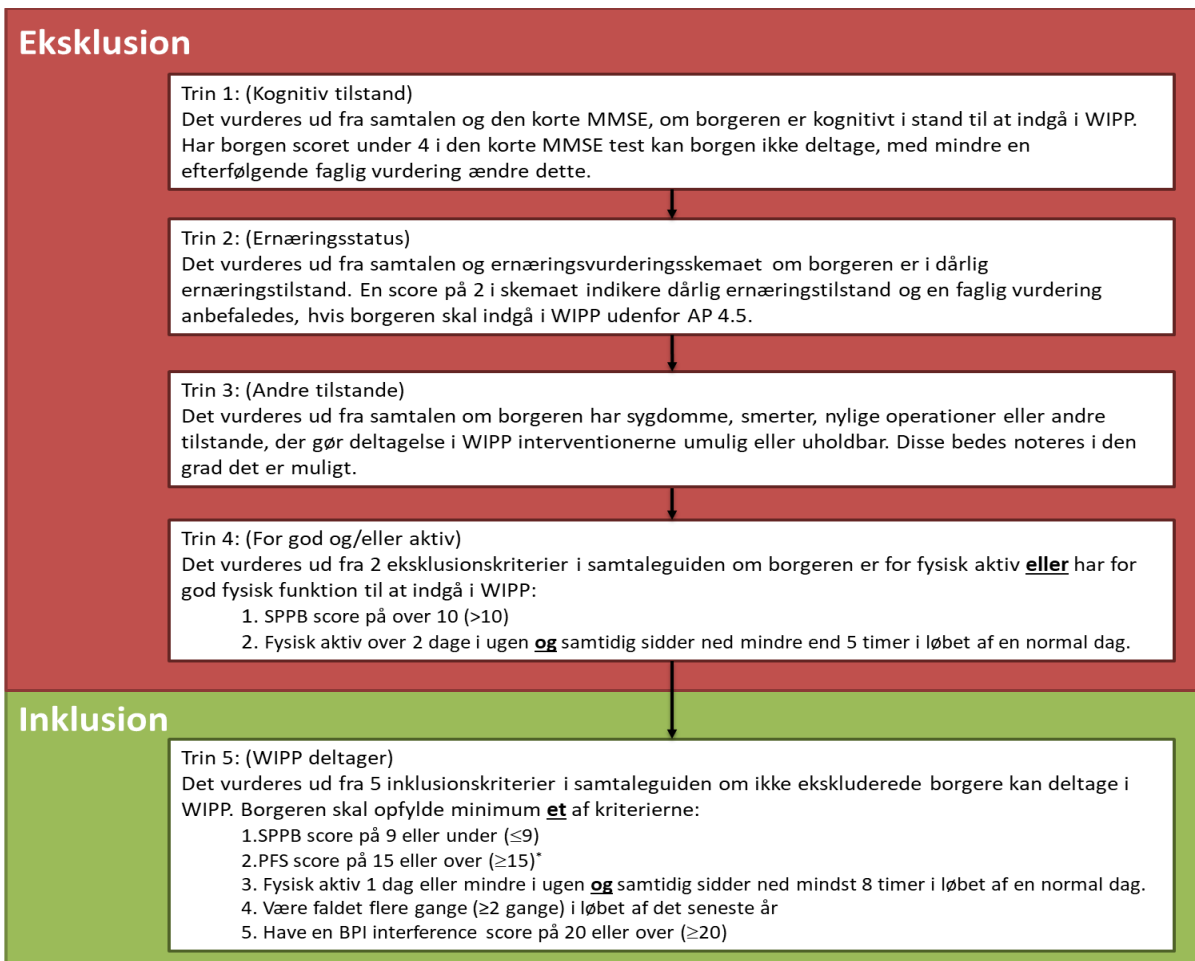 Eksklusion
Trin 1: (Kognitiv tilstand)
Det vurderes ud fra samtalen og den korte MMSE, om borgeren er kognitivt i stand til at indgå i WIPP.
Har borgen scoret under 4 i den korte MMSE test kan borgen ikke deltage, med mindre en
efterfølgende faglig vurdering ændre dette.
Trin 2: (Ernæringsstatus)
Det vurderes ud fra samtalen og ernæringsvurderingsskemaet om borgeren er i dårlig
ernæringstilstand. En score på 2 i skemaet indikere dårlig ernæringstilstand og en faglig vurdering
anbefaledes, hvis borgeren skal indgå i WIPP udenfor AP 4.5.
Trin 3: (Andre tilstande)
Det vurderes ud fra samtalen om borgeren har sygdomme, smerter, nylige operationer eller andre
tilstande, der gør deltagelse i WIPP interventionerne umulig eller uholdbar. Disse bedes noteres i den
grad det er muligt.
Trin 4: (For god og/eller aktiv)
Det vurderes ud fra 2 eksklusionskriterier i samtaleguiden om borgeren er for fysisk aktiv eller har for
god fysisk funktion til at indgå i WIPP:
1. SPPB score på over 10 (>10)
2. Fysisk aktiv over 2 dage i ugen og samtidig sidder ned mindre end 5 timer i løbet af en normal dag.
Inklusion
Trin 5: (WIPP deltager)
Det vurderes ud fra 5 inklusionskriterier i samtaleguiden om ikke ekskluderede borgere kan deltage i
WIPP. Borgeren skal opfylde minimum et af kriterierne:
1.SPPB score på 9 eller under (≤9)
2.PFS score på 15 eller over (≥15)*
3. Fysisk aktiv 1 dag eller mindre i ugen og samtidig sidder ned mindst 8 timer i løbet af en normal dag.
4. Være faldet flere gange (≥2 gange) i løbet af det seneste år
5. Have en BPI interference score på 20 eller over (≥20)